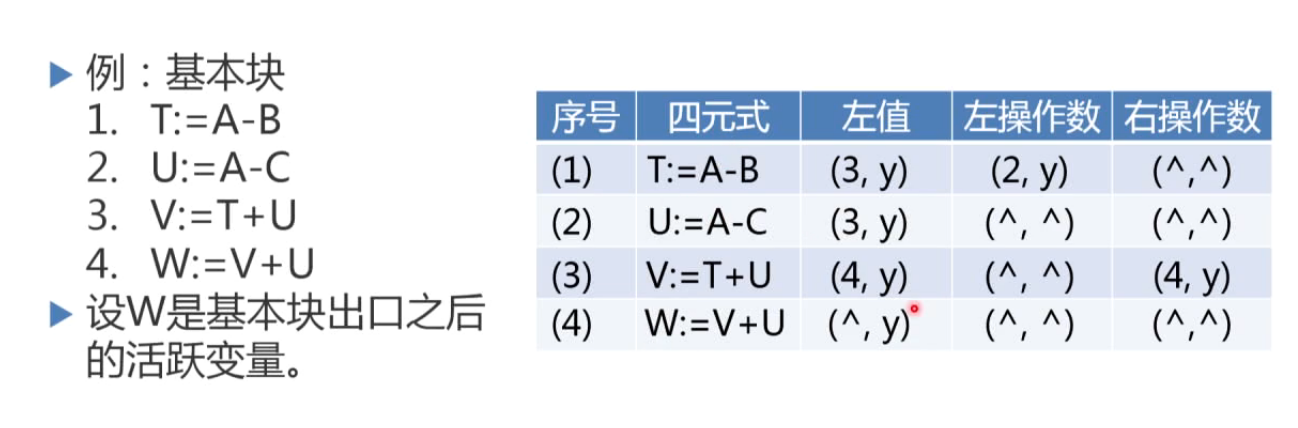 例：基本块
1. T:=A-B
2. U:=A-C
3. V:=T+U
4. W:=V+U
设W是基本块出口之后
的活跃变量。
序号 四元式 左值 左操作数 右操作数
(1) T:=A-B (3, y) (2, y) (^,^)
(2) U:=A-C (3, y) (^, ^) (^,^)
(3) V:=T+U (4, y) (^, ^) (4, y)
(4) W:=V+U (^, y) (^, ^) (^,^)